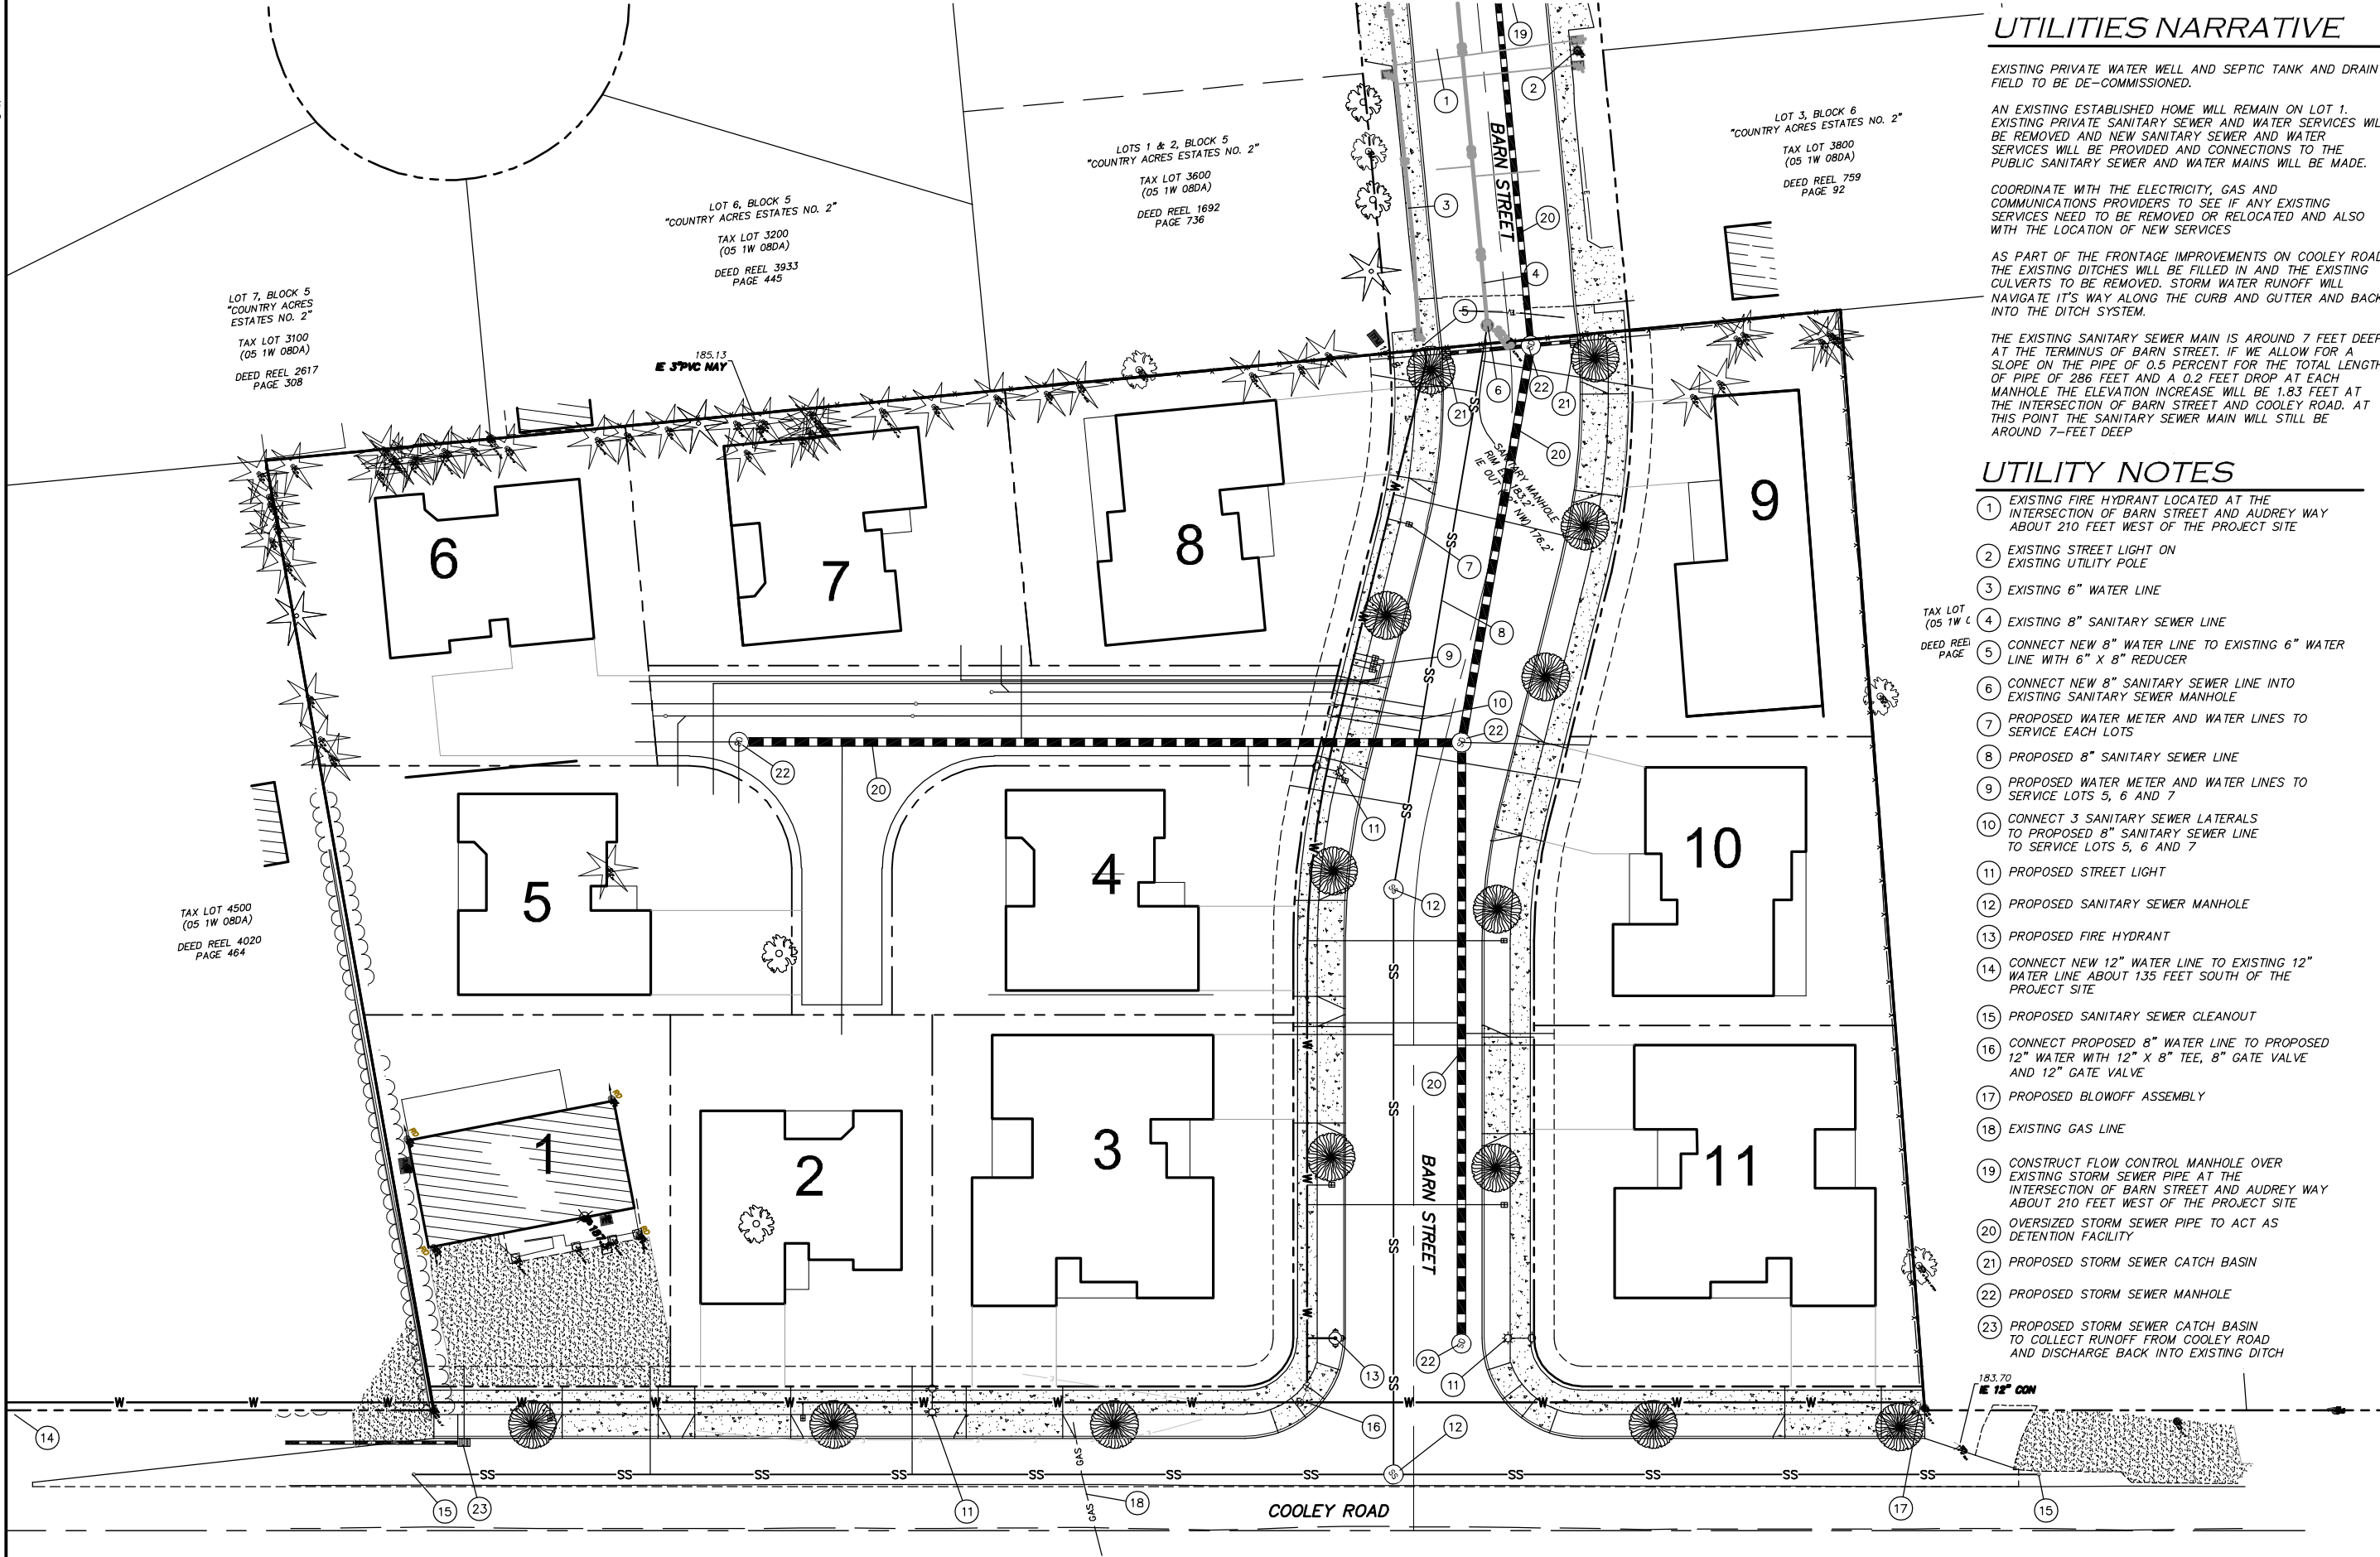 UTILITIES NARRATIVE
EXISTING PRIVATE WATER WELL AND SEPTIC TANK AND DRAIN
FIELD TO BE DE-COMMISSIONED.
AN EXISTING ESTABLISHED HOME WILL REMAIN ON LOT 1.
EXISTING PRIVATE SANITARY SEWER AND WATER SERVICES WIL
BE REMOVED AND NEW SANITARY SEWER AND WATER
SERVICES WILL BE PROVIDED AND CONNECTIONS TO THE
PUBLIC SANITARY SEWER AND WATER MAINS WILL BE MADE.
COORDINATE WITH THE ELECTRICITY, GAS AND
COMMUNICATIONS PROVIDERS TO SEE IF ANY EXISTING
SERVICES NEED TO BE REMOVED OR RELOCATED AND ALSO
WITH THE LOCATION OF NEW SERVICES
AS PART OF THE FRONTAGE IMPROVEMENTS ON COOLEY ROAD
THE EXISTING DITCHES WILL BE FILLED IN AND THE EXISTING
CULVERTS TO BE REMOVED. STORM WATER RUNOFF WILL
NAVIGATE IT'S WAY ALONG THE CURB AND GUTTER AND BACK
INTO THE DITCH SYSTEM.
THE EXISTING SANITARY SEWER MAIN IS AROUND 7 FEET DEEP
AT THE TERMINUS OF BARN STREET. IF WE ALLOW FOR A
SLOPE ON THE PIPE OF 0.5 PERCENT FOR THE TOTAL LENGTH
OF PIPE OF 286 FEET AND A 0.2 FEET DROP AT EACH
MANHOLE THE ELEVATION INCREASE WILL BE 1.83 FEET AT
THE INTERSECTION OF BARN STREET AND COOLEY ROAD. AT
THIS POINT THE SANITARY SEWER MAIN WILL STILL BE
AROUND 7-FEET DEEP
UTILITY NOTES
1 EXISTING FIRE HYDRANT LOCATED AT THE
INTERSECTION OF BARN STREET AND AUDREY WAY
ABOUT 210 FEET WEST OF THE PROJECT SITE
2 EXISTING STREET LIGHT ON
EXISTING UTILITY POLE
3 EXISTING 6" WATER LINE
4 EXISTING 8" SANITARY SEWER LINE
5 CONNECT NEW 8" WATER LINE TO EXISTING 6" WATER
LINE WITH 6" X 8" REDUCER
6 CONNECT NEW 8" SANITARY SEWER LINE INTO
EXISTING SANITARY SEWER MANHOLE
7 PROPOSED WATER METER AND WATER LINES TO
SERVICE EACH LOTS
8 PROPOSED 8" SANITARY SEWER LINE
9 PROPOSED WATER METER AND WATER LINES TO
SERVICE LOTS 5, 6 AND 7
10 CONNECT 3 SANITARY SEWER LATERALS
TO PROPOSED 8" SANITARY SEWER LINE
TO SERVICE LOTS 5, 6 AND 7
11 PROPOSED STREET LIGHT
12 PROPOSED SANITARY SEWER MANHOLE
13 PROPOSED FIRE HYDRANT
14 CONNECT NEW 12" WATER LINE TO EXISTING 12"
WATER LINE ABOUT 135 FEET SOUTH OF THE
PROJECT SITE
15 PROPOSED SANITARY SEWER CLEANOUT
16 CONNECT PROPOSED 8" WATER LINE TO PROPOSED
12" WATER WITH 12" X 8" TEE, 8" GATE VALVE
AND 12" GATE VALVE
17 PROPOSED BLOWOFF ASSEMBLY
18 EXISTING GAS LINE
19 CONSTRUCT FLOW CONTROL MANHOLE OVER
EXISTING STORM SEWER PIPE AT THE
INTERSECTION OF BARN STREET AND AUDREY WAY
ABOUT 210 FEET WEST OF THE PROJECT SITE
20 OVERSIZED STORM SEWER PIPE TO ACT AS
DETENTION FACILITY
21 PROPOSED STORM SEWER CATCH BASIN
22 PROPOSED STORM SEWER MANHOLE
23 PROPOSED STORM SEWER CATCH BASIN
TO COLLECT RUNOFF FROM COOLEY ROAD
AND DISCHARGE BACK INTO EXISTING DITCH
LOT 7, BLOCK 5
"COUNTRY ACRES
ESTATES NO. 2"
TAX LOT 3100
(05 1W 08DA)
DEED REEL 2617
PAGE 308
LOT 6, BLOCK 5
"COUNTRY ACRES ESTATES NO. 2"
TAX LOT 3200
(05 1W 08DA)
DEED REEL 3933
PAGE 445
LOTS 1 & 2, BLOCK 5
"COUNTRY ACRES ESTATES NO. 2"
TAX LOT 3600
(05 1W 08DA)
DEED REEL 1692
PAGE 736
LOT 3, BLOCK 6
"COUNTRY ACRES ESTATES NO. 2"
TAX LOT 3800
(05 1W 08DA)
DEED REEL 759
PAGE 92
TAX LOT
(05 1W
DEED REE
PAGE
TAX LOT 4500
(05 1W 08DA)
DEED REEL 4020
PAGE 464
185.13
IE 3"PVC NAY
SANITARY MANHOLE
183.2'
IE OUT NW) 176.2'
BARN STREET
BARN STREET
COOLEY ROAD
183.70
IE 12" CON
GAS
GAS
6
7
8
9
5
4
10
1
2
3
11